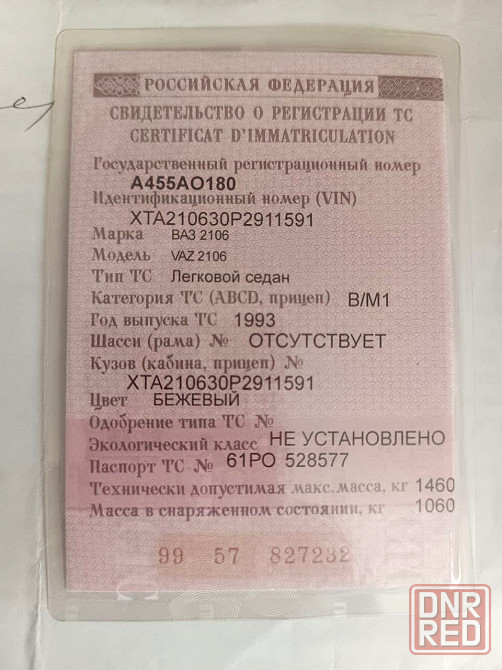 РОССИЙСКАЯ ФЕДЕРАЦИЯ
СВИДЕТЕЛЬСТВО О РЕГИСТРАЦИИ ТС
CERTIFICAT D'IMMATRICULATION
Государственный регистрационный номер
А455АО180
Идентификационный номер (VIN)
XTA210630P2911591
Марка ВАЗ 2106
Модель VAZ 2106
Тип ТС Легковой седан
Категория ТС (ABCD, прицеп) B/M1
Год выпуска ТС 1993
Шасси (рама) № ОТСУТСТВУЕТ
Кузов (кабина, прицеп) №
XTA210630P2911591
Цвет БЕЖЕВЫЙ
Одобрение типа ТС №
Экологический класс НЕ УСТАНОВЛЕНО
Паспорт ТС № 61РО 528577
Технически допустимая макс. масса, кг 1460
Масса в снаряженном состоянии, кг 1060
99 57 827232
DNR
RED